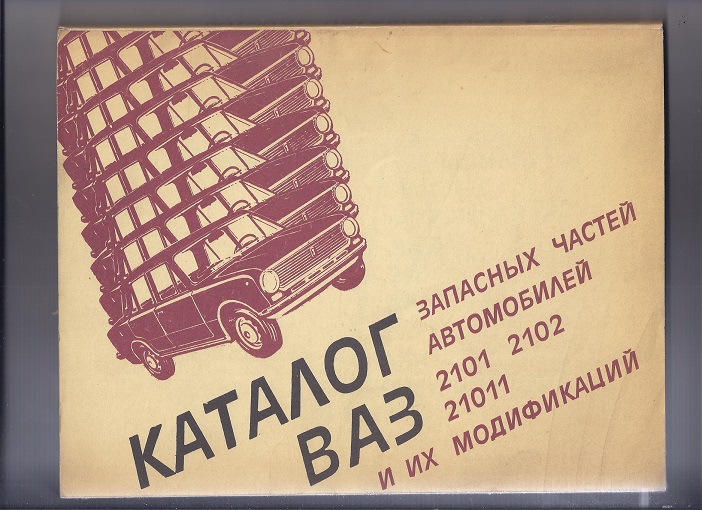 КАТАЛОГ
ВАЗ
ЗАПАСНЫХ ЧАСТЕЙ
АВТОМОБИЛЕЙ
2101 2102
21011
И ИХ МОДИФИКАЦИЙ